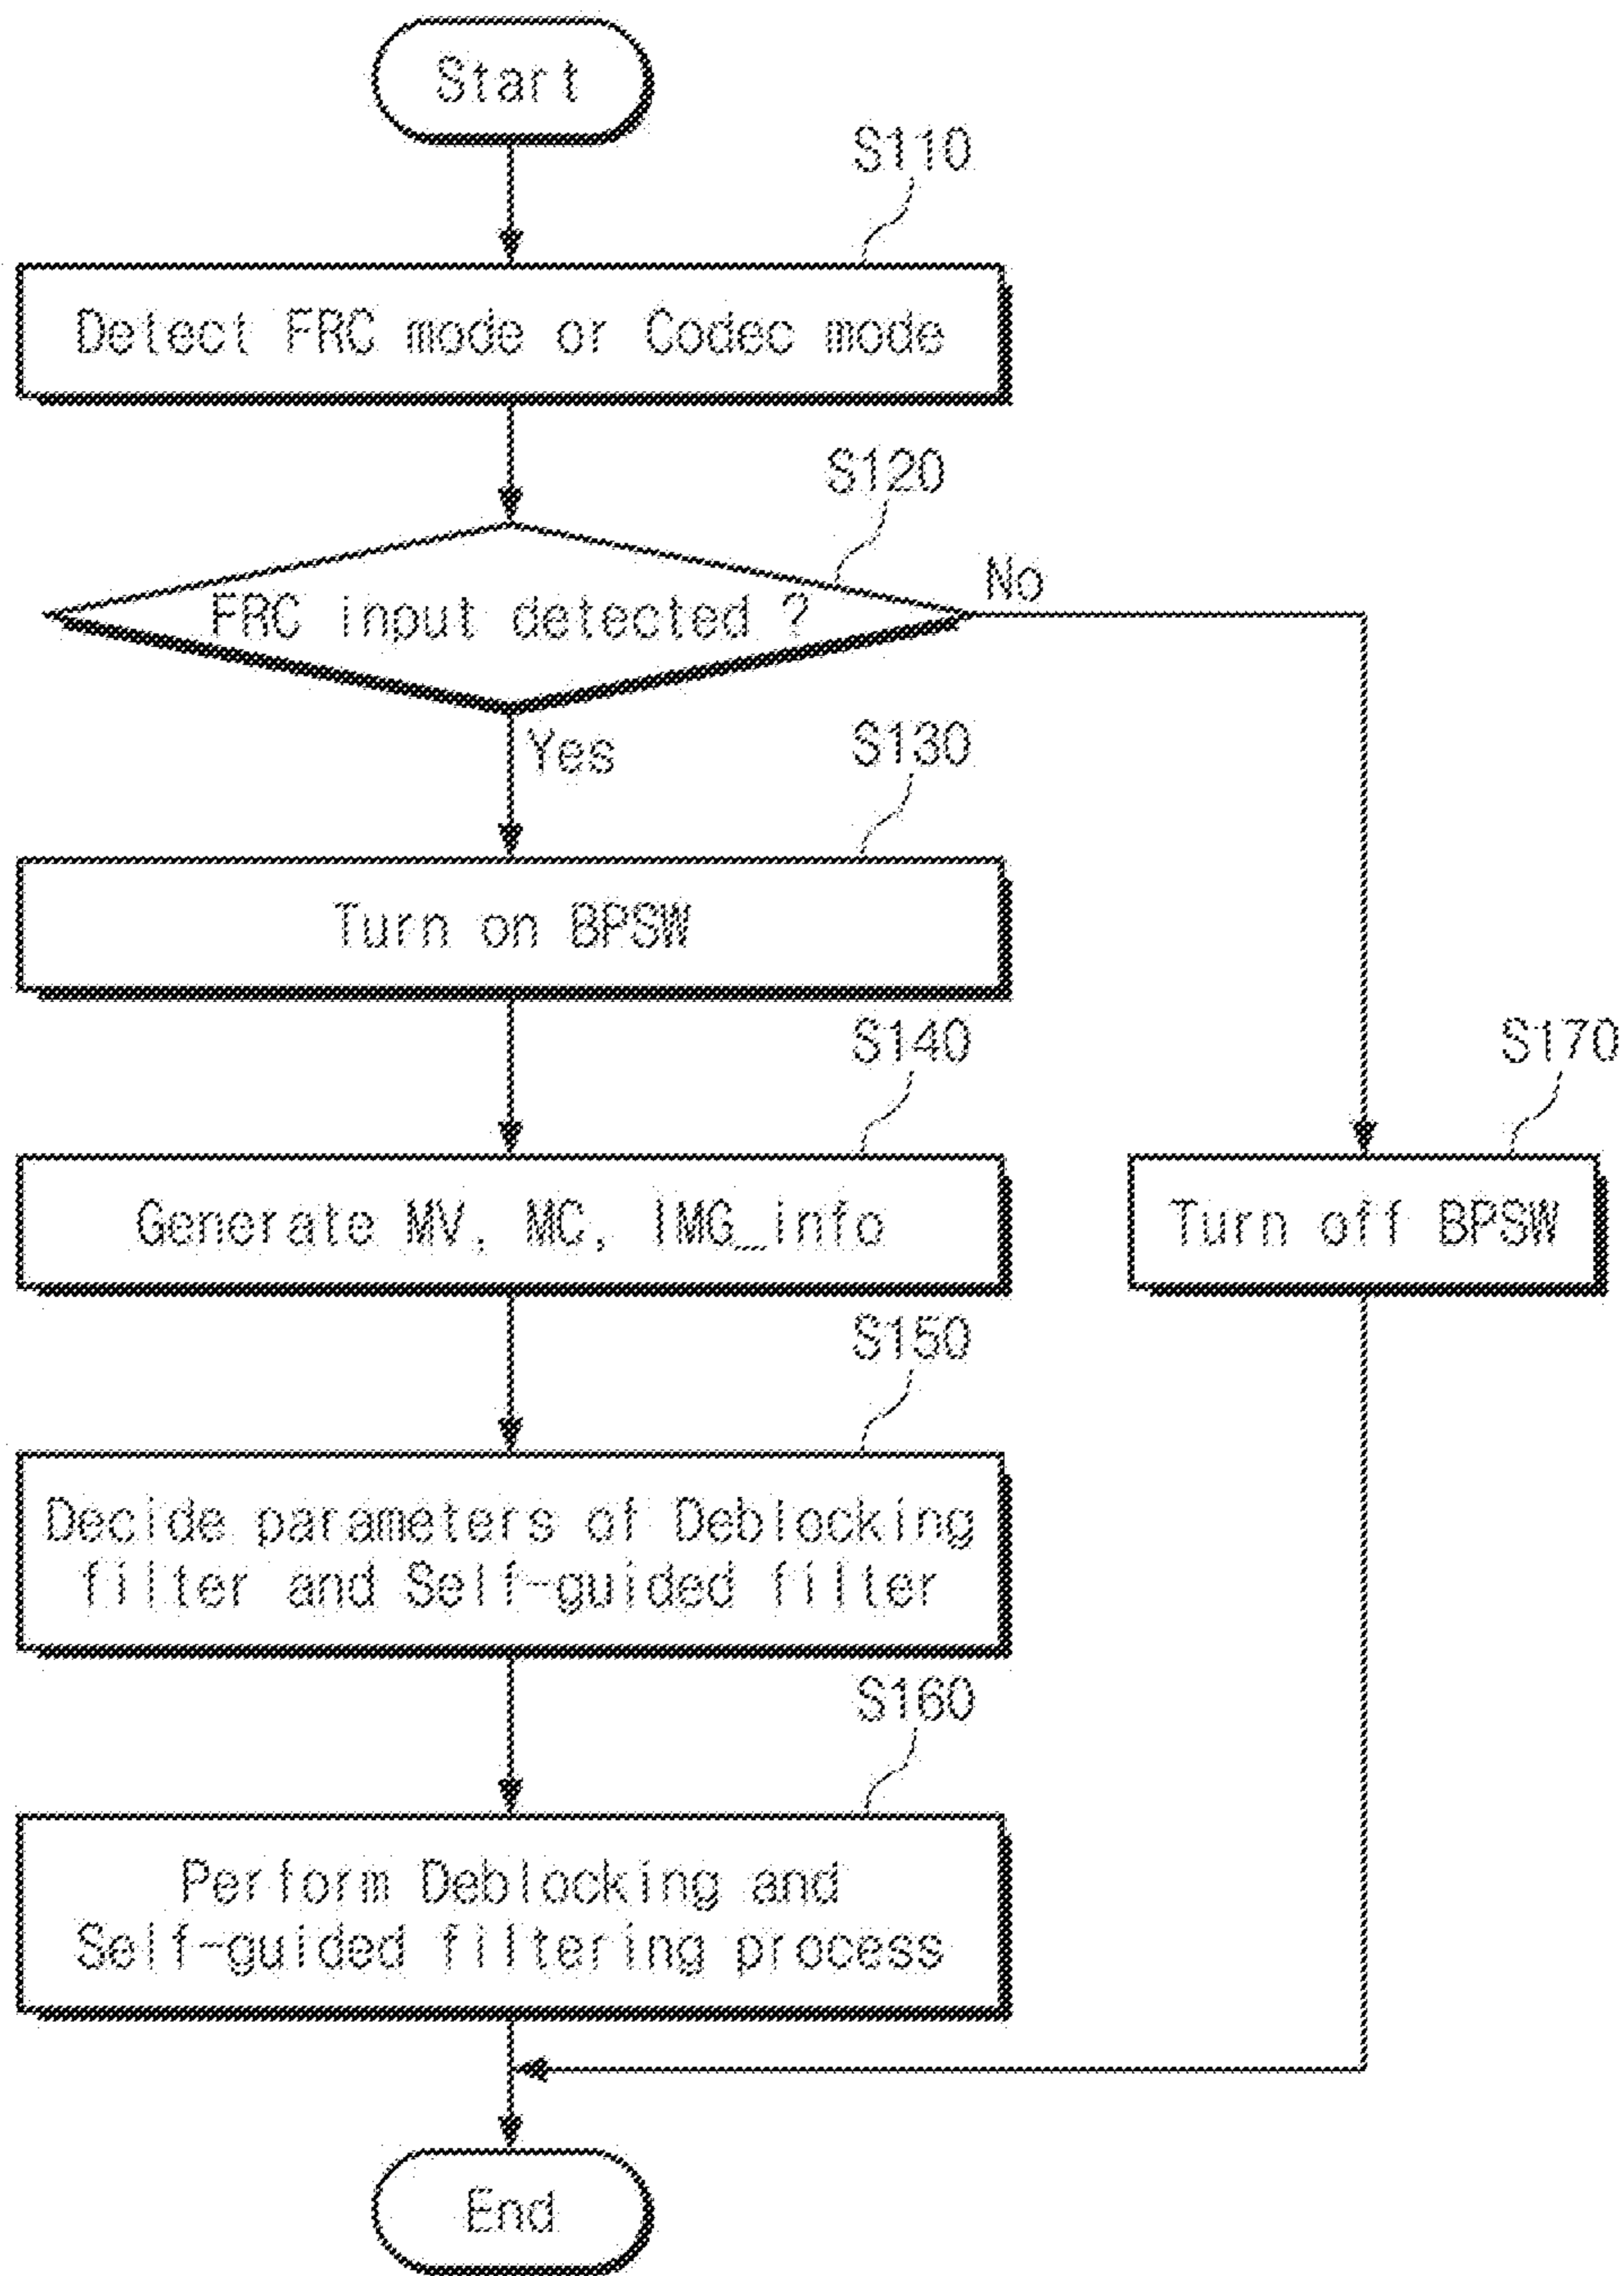 Start
S110
Detect FRC mode or Codec mode
S120
FRC input detected ?
No
Yes
S130
Turn on BPSW
S140
Generate MV, MC, IMG_info
S170
Turn off BPSW
S150
Decide parameters of Deblocking
filter and Self-guided filter
S160
Perform Deblocking and
Self-guided filtering process
End